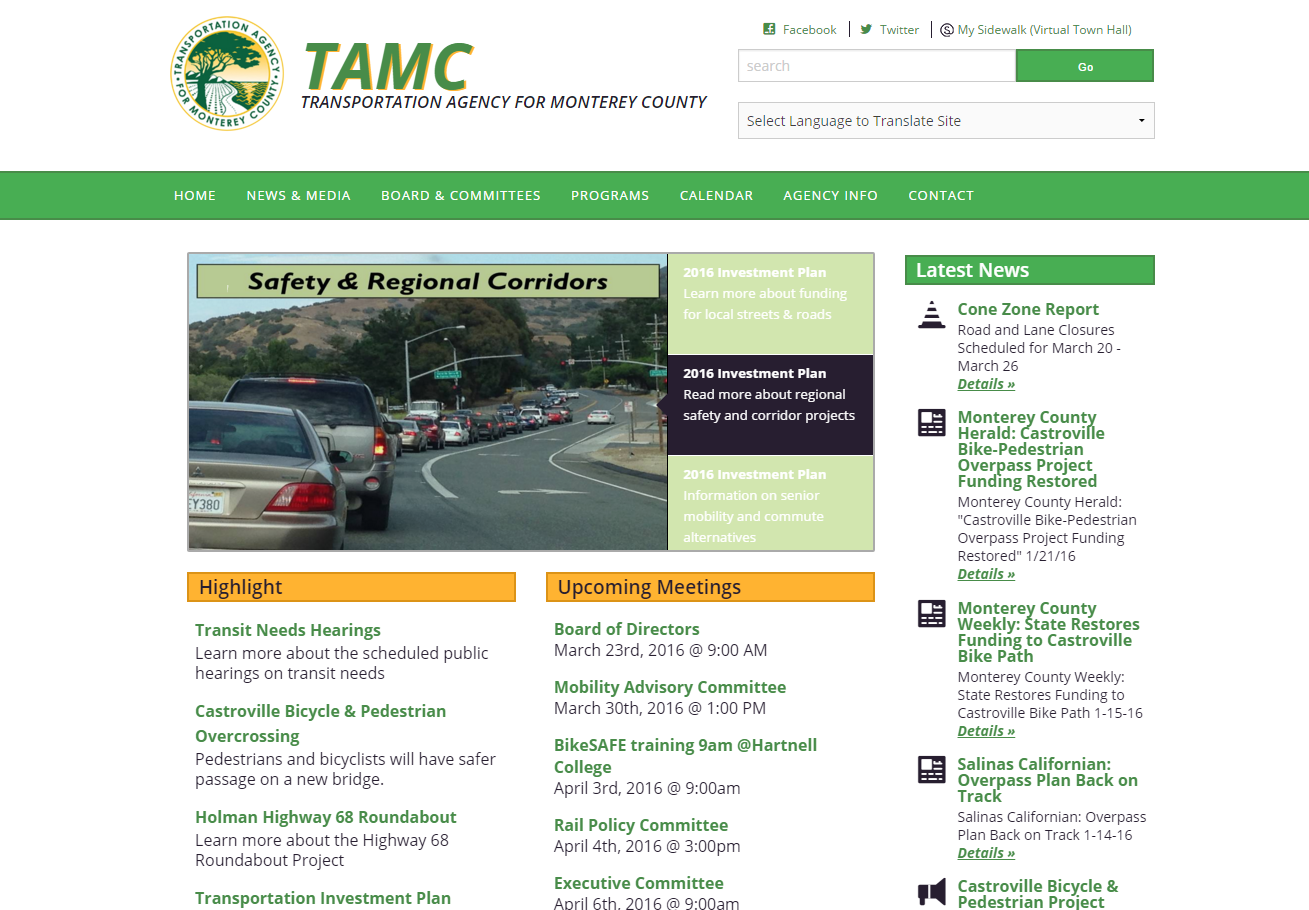 TRANSPORTATION AGENCY
FOR MONTEREY COUNTY
TAMC
TRANSPORTATION AGENCY FOR MONTEREY COUNTY
Facebook
Twitter
My Sidewalk (Virtual Town Hall)
search
Go
Select Language to Translate Site
HOME
NEWS & MEDIA
BOARD & COMMITTEES
PROGRAMS
CALENDAR
AGENCY INFO
CONTACT
Safety & Regional Corridors
EY380
2016 Investment Plan
Learn more about funding
for local streets & roads
2016 Investment Plan
Read more about regional
safety and corridor projects
2016 Investment Plan
Information on senior
mobility and commute
alternatives
Highlight
Transit Needs Hearings
Learn more about the scheduled public
hearings on transit needs
Castroville Bicycle & Pedestrian
Overcrossing
Pedestrians and bicyclists will have safer
passage on a new bridge.
Holman Highway 68 Roundabout
Learn more about the Highway 68
Roundabout Project
Transportation Investment Plan
Upcoming Meetings
Board of Directors
March 23rd, 2016 @ 9:00 AM
Mobility Advisory Committee
March 30th, 2016 @ 1:00 PM
BikeSAFE training 9am @Hartnell
College
April 3rd, 2016 @ 9:00am
Rail Policy Committee
April 4th, 2016 @ 3:00pm
Executive Committee
April 6th, 2016 @ 9:00am
Latest News
Cone Zone Report
Road and Lane Closures
Scheduled for March 20 -
March 26
Details »
Monterey County
Herald: Castroville
Bike-Pedestrian
Overpass Project
Funding Restored
Monterey County Herald:
"Castroville Bike-Pedestrian
Overpass Project Funding
Restored" 1/21/16
Details »
Monterey County
Weekly: State Restores
Funding to Castroville
Bike Path
Monterey County Weekly:
State Restores Funding to
Castroville Bike Path 1-15-16
Details »
Salinas Californian:
Overpass Plan Back on
Track
Salinas Californian: Overpass
Plan Back on Track 1-14-16
Details »
Castroville Bicycle &
Pedestrian Project